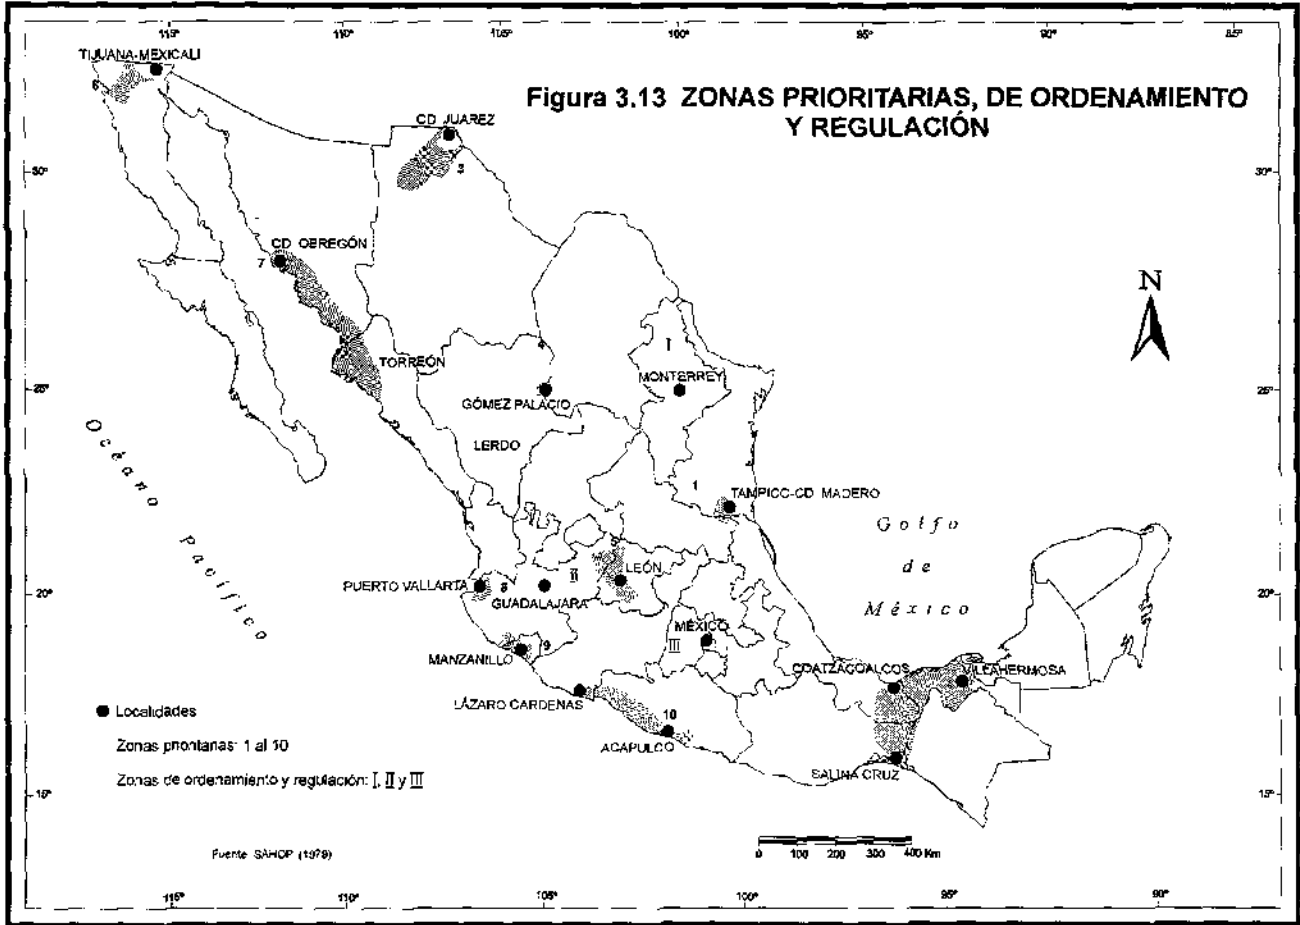 115° 110° 105° 100° 95° 90° 85°
TIJUANA-MEXICALI
Figura 3.13 ZONAS PRIORITARIAS, DE ORDENAMIENTO
Y REGULACIÓN
6
CD JUAREZ
30° 30°
CD OBREGÓN
7
N
I
TORREÓN
MONTERREY
25° 25°
GÓMEZ PALACIO
LERDO
1
TAMPICO-CD MADERO
Océano Pacífico
Golfo
de
México
LEÓN
II
PUERTO VALLARTA
8
GUADALAJARA
20° 20°
MÉXICO
III
9
MANZANILLO
COATZACOALCOS
VILLAHERMOSA
LÁZARO CARDENAS
10
ACAPULCO
SALINA CRUZ
Localidades
Zonas prioritarias: 1 al 10
Zonas de ordenamiento y regulación: I, II y III
15° 15°
Fuente SAHOP (1979)
0 100 200 300 400 Km
115° 110° 105° 100° 95° 90°